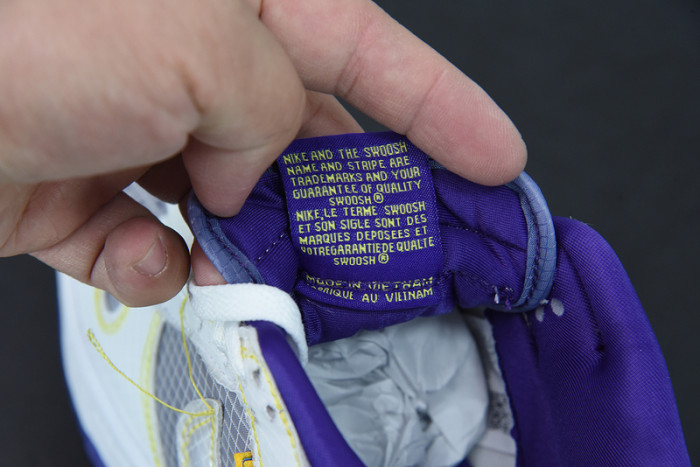 NIKE AND THE SWOOSH
NAME AND STRIPE ARE
TRADEMARKS AND YOUR
GUARANTEE OF QUALITY
SWOOSH®
NIKE,LE TERME SWOOSH
ET SON SIGLE SONT DES
MARQUES DEPOSEES ET
VOTREGARANTIEDE QUALTE
SWOOSH®
MADE IN VIETNAM
FABRIQUE AU VIETNAM